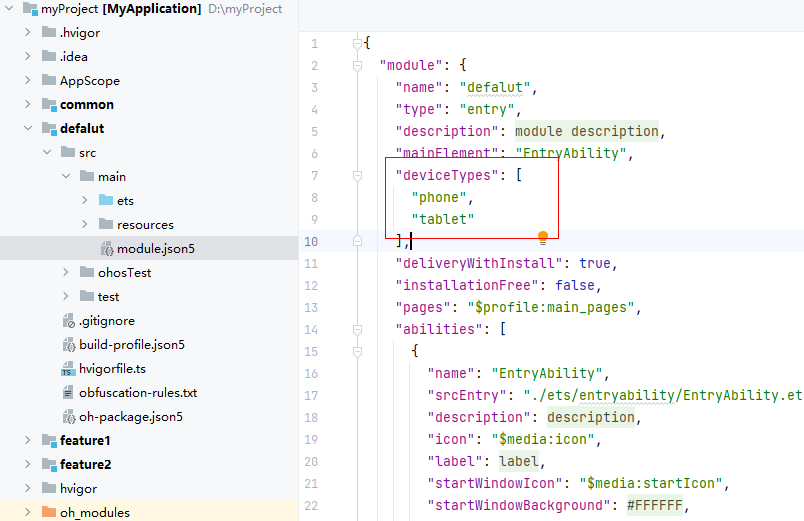 myProject [MyApplication] D:\myProject
.hvigor
.idea
AppScope
common
defalut
src
main
ets
resources
module.json5
ohosTest
test
.gitignore
build-profile.json5
hvigorfile.ts
obfuscation-rules.txt
oh-package.json5
feature1
feature2
hvigor
oh_modules
1 {
2 "module": {
3 "name": "defalut",
4 "type": "entry",
5 "description": module description,
6 "mainElement": "EntryAbility",
7 "deviceTypes": [
8 "phone",
9 "tablet"
10 ],
11 "deliveryWithInstall": true,
12 "installationFree": false,
13 "pages": "$profile:main_pages",
14 "abilities": [
15 {
16 "name": "EntryAbility",
17 "srcEntry": "./ets/entryability/EntryAbility.et
18 "description": description,
19 "icon": "$media:icon",
20 "label": label,
21 "startWindowIcon": "$media:startIcon",
22 "startWindowBackground": #FFFFFF,